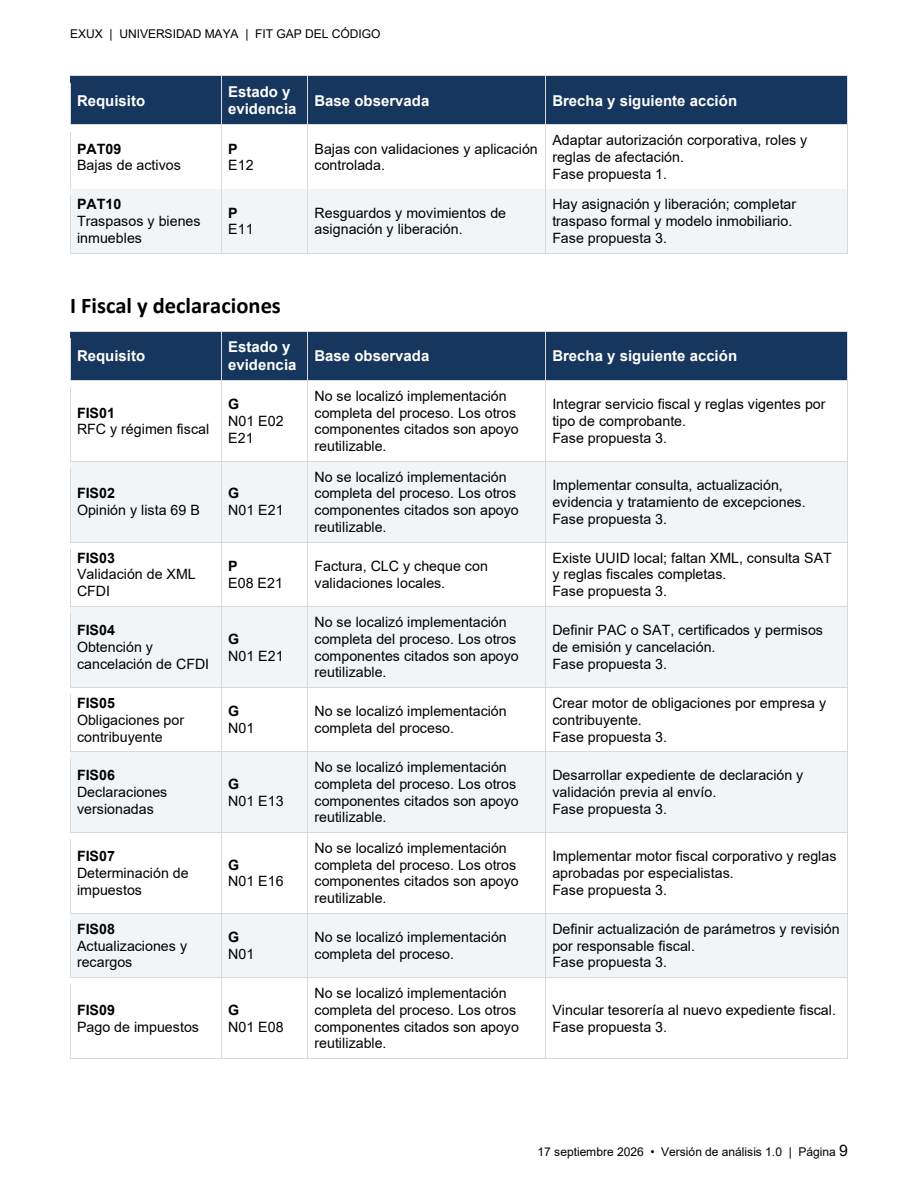 EXUX | UNIVERSIDAD MAYA | FIT GAP DEL CÓDIGO
Requisito
Estado y
evidencia
Base observada
Brecha y siguiente acción
PAT09
Bajas de activos
P
E12
Bajas con validaciones y aplicación
controlada.
Adaptar autorización corporativa, roles y
reglas de afectación.
Fase propuesta 1.
PAT10
Traspasos y bienes
inmuebles
P
E11
Resguardos y movimientos de
asignación y liberación.
Hay asignación y liberación; completar
traspaso formal y modelo inmobiliario.
Fase propuesta 3.
I Fiscal y declaraciones
Requisito
Estado y
evidencia
Base observada
Brecha y siguiente acción
FIS01
RFC y régimen fiscal
G
N01 E02
E21
No se localizó implementación
completa del proceso. Los otros
componentes citados son apoyo
reutilizable.
Integrar servicio fiscal y reglas vigentes por
tipo de comprobante.
Fase propuesta 3.
FIS02
Opinión y lista 69 B
G
N01 E21
No se localizó implementación
completa del proceso. Los otros
componentes citados son apoyo
reutilizable.
Implementar consulta, actualización,
evidencia y tratamiento de excepciones.
Fase propuesta 3.
FIS03
Validación de XML
CFDI
P
E08 E21
Factura, CLC y cheque con
validaciones locales.
Existe UUID local; faltan XML, consulta SAT
y reglas fiscales completas.
Fase propuesta 3.
FIS04
Obtención y
cancelación de CFDI
G
N01 E21
No se localizó implementación
completa del proceso. Los otros
componentes citados son apoyo
reutilizable.
Definir PAC o SAT, certificados y permisos
de emisión y cancelación.
Fase propuesta 3.
FIS05
Obligaciones por
contribuyente
G
N01
No se localizó implementación
completa del proceso.
Crear motor de obligaciones por empresa y
contribuyente.
Fase propuesta 3.
FIS06
Declaraciones
versionadas
G
N01 E13
No se localizó implementación
completa del proceso. Los otros
componentes citados son apoyo
reutilizable.
Desarrollar expediente de declaración y
validación previa al envío.
Fase propuesta 3.
FIS07
Determinación de
impuestos
G
N01 E16
No se localizó implementación
completa del proceso. Los otros
componentes citados son apoyo
reutilizable.
Implementar motor fiscal corporativo y reglas
aprobadas por especialistas.
Fase propuesta 3.
FIS08
Actualizaciones y
recargos
G
N01
No se localizó implementación
completa del proceso.
Definir actualización de parámetros y revisión
por responsable fiscal.
Fase propuesta 3.
FIS09
Pago de impuestos
G
N01 E08
No se localizó implementación
completa del proceso. Los otros
componentes citados son apoyo
reutilizable.
Vincular tesorería al nuevo expediente fiscal.
Fase propuesta 3.
17 septiembre 2026 • Versión de análisis 1.0 | Página 9